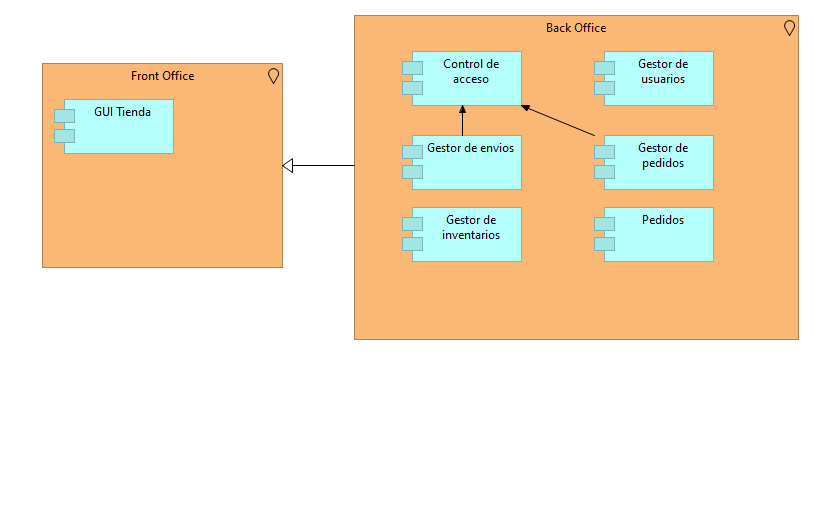 Back Office
Control de
acceso
Gestor de
usuarios
Front Office
GUI Tienda
Gestor de envios
Gestor de
pedidos
Gestor de
inventarios
Pedidos